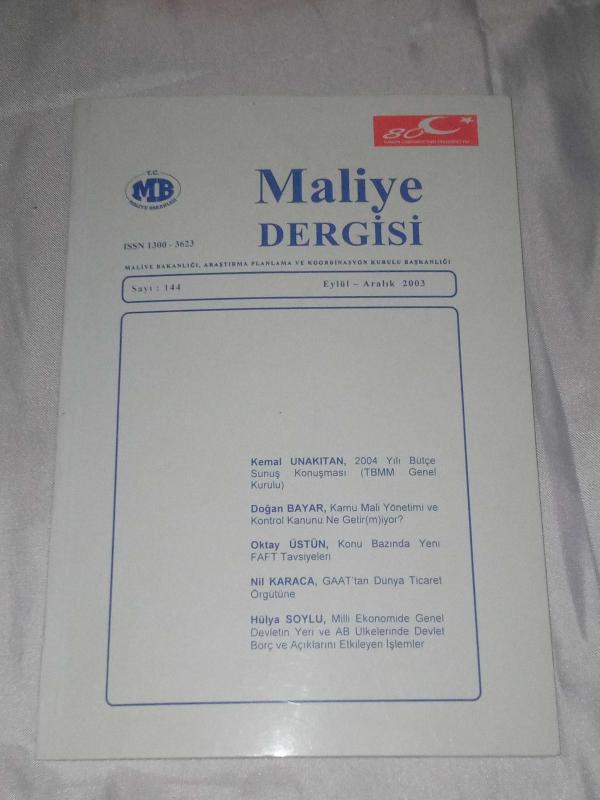 80
T.C.
MB
MALİYE BAKANLIĞI
Maliye
DERGİSİ
ISSN 1300 - 3623
MALİYE BAKANLIĞI, ARAŞTIRMA PLANLAMA VE KOORDİNASYON KURULU BAŞKANLIĞI
Sayı : 144
Eylül – Aralık 2003
Kemal UNAKITAN, 2004 Yılı Bütçe
Sunuş Konuşması (TBMM Genel
Kurulu)
Doğan BAYAR, Kamu Mali Yönetimi ve
Kontrol Kanunu Ne Getir(m)iyor?
Oktay ÜSTÜN, Konu Bazında Yeni
FAFT Tavsiyeleri
Nil KARACA, GAAT'tan Dünya Ticaret
Örgütüne
Hülya SOYLU, Milli Ekonomide Genel
Devletin Yeri ve AB Ülkelerinde Devlet
Borç ve Açıklarını Etkileyen İşlemler